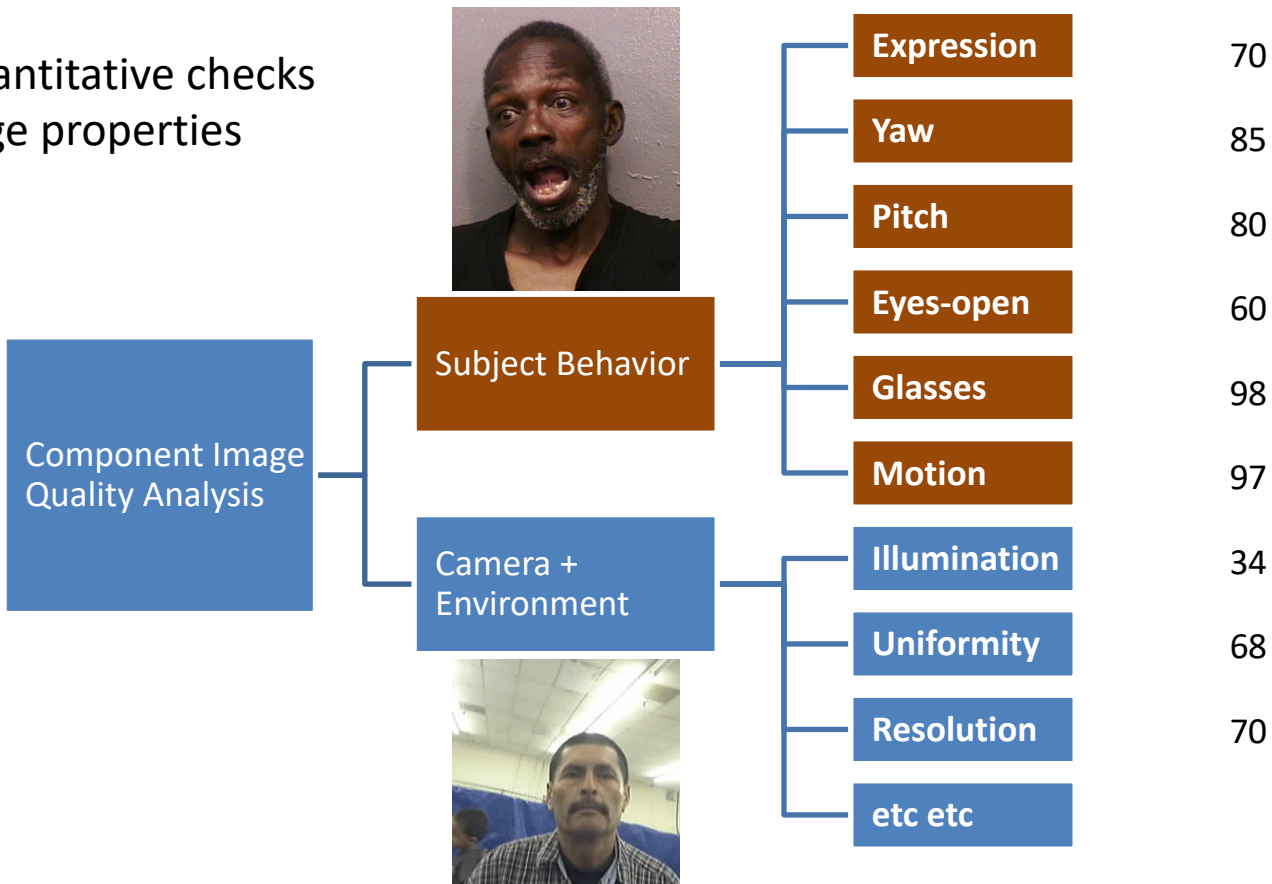 antitative checks
ge properties
Component Image
Quality Analysis
Subject Behavior
Expression 70
Yaw 85
Pitch 80
Eyes-open 60
Glasses 98
Motion 97
Camera +
Environment
Illumination 34
Uniformity 68
Resolution 70
etc etc